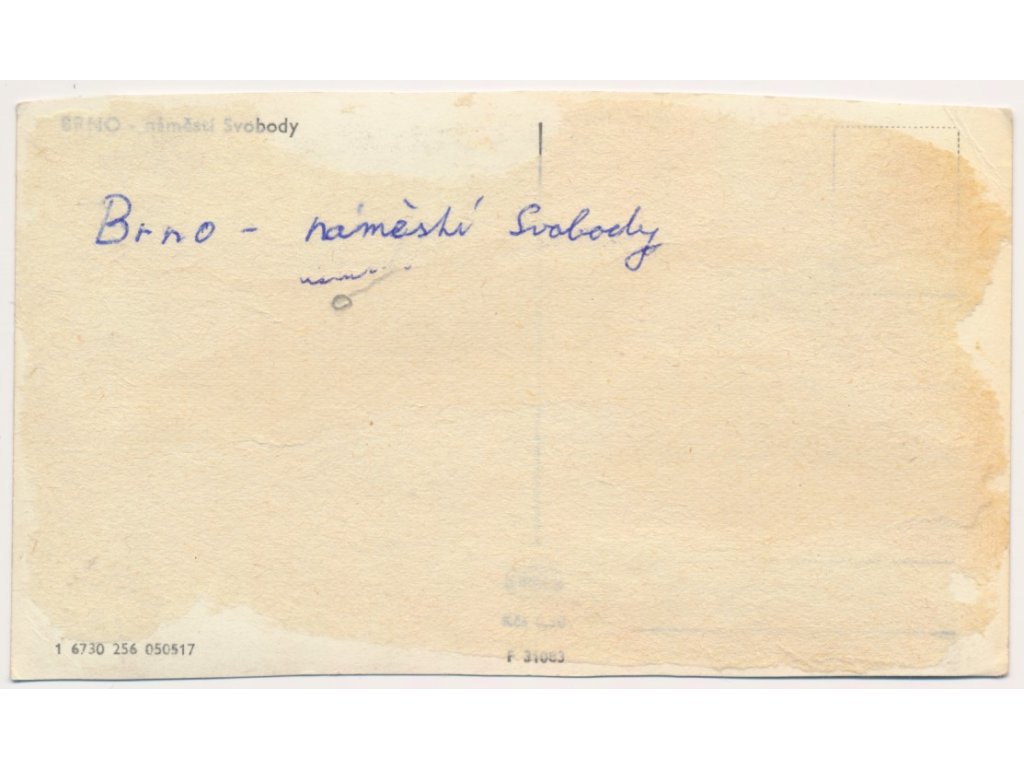 BRNO - náměstí Svobody
Brno - náměstí Svobody
1 6730 256 050517
F 31083